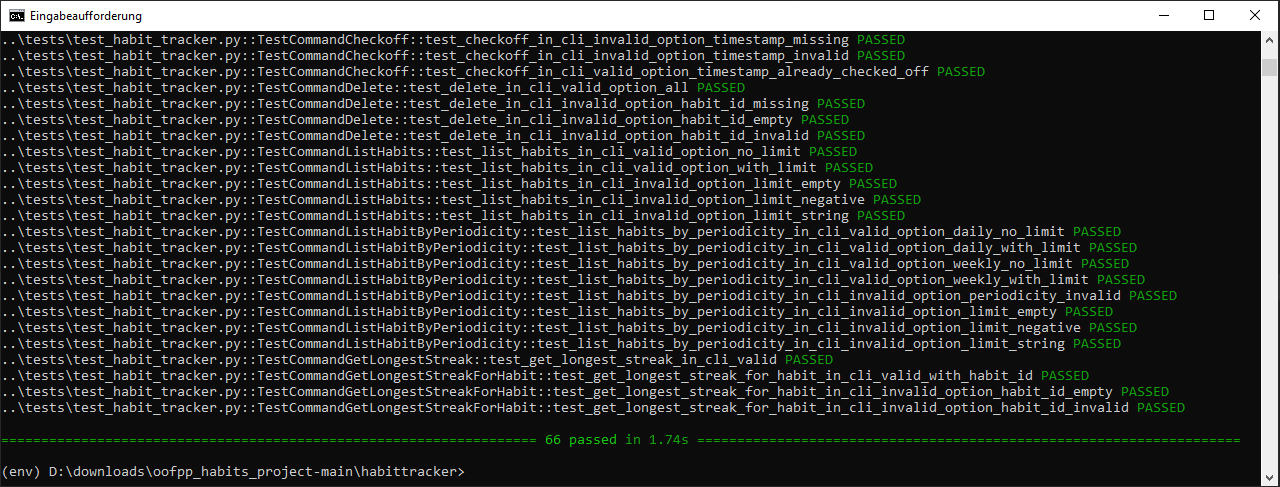 Eingabeaufforderung
..\tests\test_habit_tracker.py::TestCommandCheckoff::test_checkoff_in_cli_invalid_option_timestamp_missing PASSED
..\tests\test_habit_tracker.py::TestCommandCheckoff::test_checkoff_in_cli_invalid_option_timestamp_invalid PASSED
..\tests\test_habit_tracker.py::TestCommandCheckoff::test_checkoff_in_cli_valid_option_timestamp_already_checked_off PASSED
..\tests\test_habit_tracker.py::TestCommandDelete::test_delete_in_cli_valid_option_all PASSED
..\tests\test_habit_tracker.py::TestCommandDelete::test_delete_in_cli_invalid_option_habit_id_missing PASSED
..\tests\test_habit_tracker.py::TestCommandDelete::test_delete_in_cli_invalid_option_habit_id_empty PASSED
..\tests\test_habit_tracker.py::TestCommandDelete::test_delete_in_cli_invalid_option_habit_id_invalid PASSED
..\tests\test_habit_tracker.py::TestCommandListHabits::test_list_habits_in_cli_valid_option_no_limit PASSED
..\tests\test_habit_tracker.py::TestCommandListHabits::test_list_habits_in_cli_valid_option_with_limit PASSED
..\tests\test_habit_tracker.py::TestCommandListHabits::test_list_habits_in_cli_invalid_option_limit_empty PASSED
..\tests\test_habit_tracker.py::TestCommandListHabits::test_list_habits_in_cli_invalid_option_limit_negative PASSED
..\tests\test_habit_tracker.py::TestCommandListHabits::test_list_habits_in_cli_invalid_option_limit_string PASSED
..\tests\test_habit_tracker.py::TestCommandListHabitByPeriodicity::test_list_habits_by_periodicity_in_cli_valid_option_daily_no_limit PASSED
..\tests\test_habit_tracker.py::TestCommandListHabitByPeriodicity::test_list_habits_by_periodicity_in_cli_valid_option_daily_with_limit PASSED
..\tests\test_habit_tracker.py::TestCommandListHabitByPeriodicity::test_list_habits_by_periodicity_in_cli_valid_option_weekly_no_limit PASSED
..\tests\test_habit_tracker.py::TestCommandListHabitByPeriodicity::test_list_habits_by_periodicity_in_cli_valid_option_weekly_with_limit PASSED
..\tests\test_habit_tracker.py::TestCommandListHabitByPeriodicity::test_list_habits_by_periodicity_in_cli_invalid_option_periodicity_invalid PASSED
..\tests\test_habit_tracker.py::TestCommandListHabitByPeriodicity::test_list_habits_by_periodicity_in_cli_invalid_option_limit_empty PASSED
..\tests\test_habit_tracker.py::TestCommandListHabitByPeriodicity::test_list_habits_by_periodicity_in_cli_invalid_option_limit_negative PASSED
..\tests\test_habit_tracker.py::TestCommandListHabitByPeriodicity::test_list_habits_by_periodicity_in_cli_invalid_option_limit_string PASSED
..\tests\test_habit_tracker.py::TestCommandGetLongestStreak::test_get_longest_streak_in_cli_valid PASSED
..\tests\test_habit_tracker.py::TestCommandGetLongestStreakForHabit::test_get_longest_streak_for_habit_in_cli_valid_with_habit_id PASSED
..\tests\test_habit_tracker.py::TestCommandGetLongestStreakForHabit::test_get_longest_streak_for_habit_in_cli_invalid_option_habit_id_empty PASSED
..\tests\test_habit_tracker.py::TestCommandGetLongestStreakForHabit::test_get_longest_streak_for_habit_in_cli_invalid_option_habit_id_invalid PASSED
=================================================================== 66 passed in 1.74s ====================================================================
(env) D:\downloads\oofpp_habits_project-main\habittracker>